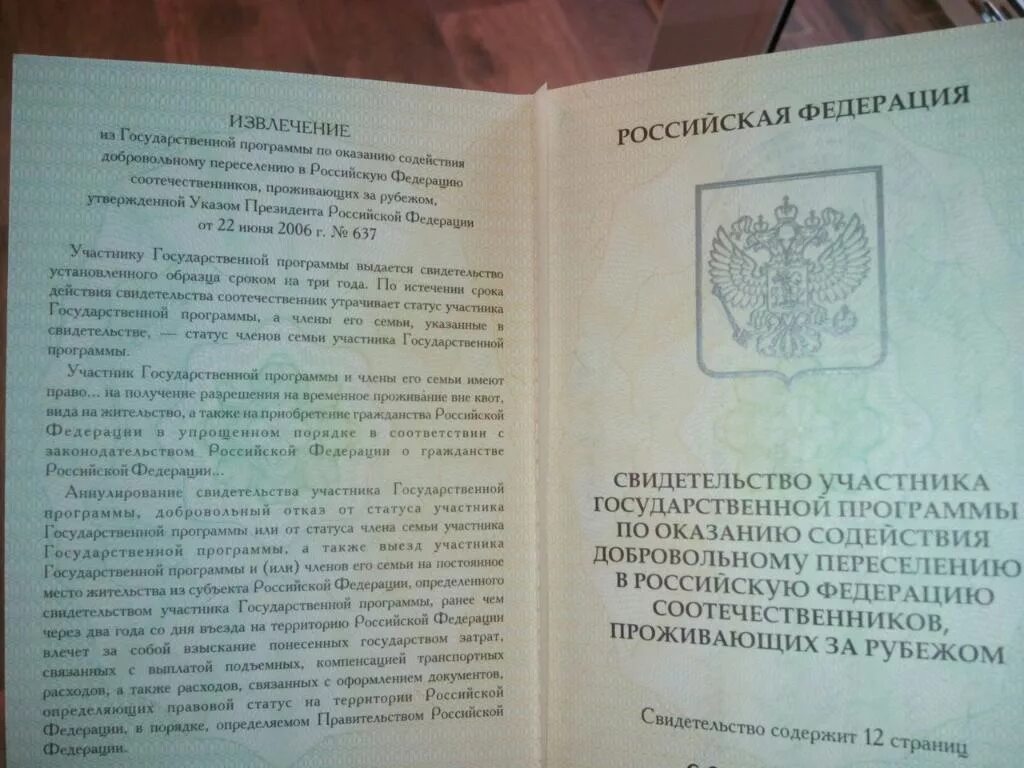 ИЗВЛЕЧЕНИЕ
из Государственной программы по оказанию содействия
добровольному переселению в Российскую Федерацию
соотечественников, проживающих за рубежом,
утвержденной Указом Президента Российской Федерации
от 22 июня 2006 г. № 637
Участнику Государственной программы выдается свидетельство
установленного образца сроком на три года. По истечении срока
действия свидетельства соотечественник утрачивает статус участника
Государственной программы, а члены его семьи, указанные в
свидетельстве, — статус членов семьи участника Государственной
программы.
Участник Государственной программы и члены его семьи имеют
право... на получение разрешения на временное проживание вне квот,
вида на жительство, а также на приобретение гражданства Российской
Федерации в упрощенном порядке в соответствии с
законодательством Российской Федерации о гражданстве
Российской Федерации...
Аннулирование свидетельства участника Государственной
программы, добровольный отказ от статуса участника
Государственной программы или от статуса члена семьи участника
Государственной программы, а также выезд участника
Государственной программы и (или) членов его семьи на постоянное
место жительства из субъекта Российской Федерации, определенного
свидетельством участника Государственной программы, ранее чем
через два года со дня въезда на территорию Российской Федерации
влечет за собой взыскание понесенных государством затрат,
связанных с выплатой подъемных, компенсацией транспортных
расходов, а также расходов, связанных с оформлением документов,
определяющих правовой статус на территории Российской
Федерации, в порядке, определяемом Правительством Российской
Федерации.
РОССИЙСКАЯ ФЕДЕРАЦИЯ
СВИДЕТЕЛЬСТВО УЧАСТНИКА
ГОСУДАРСТВЕННОЙ ПРОГРАММЫ
ПО ОКАЗАНИЮ СОДЕЙСТВИЯ
ДОБРОВОЛЬНОМУ ПЕРЕСЕЛЕНИЮ
В РОССИЙСКУЮ ФЕДЕРАЦИЮ
СООТЕЧЕСТВЕННИКОВ,
ПРОЖИВАЮЩИХ ЗА РУБЕЖОМ
Свидетельство содержит 12 страниц